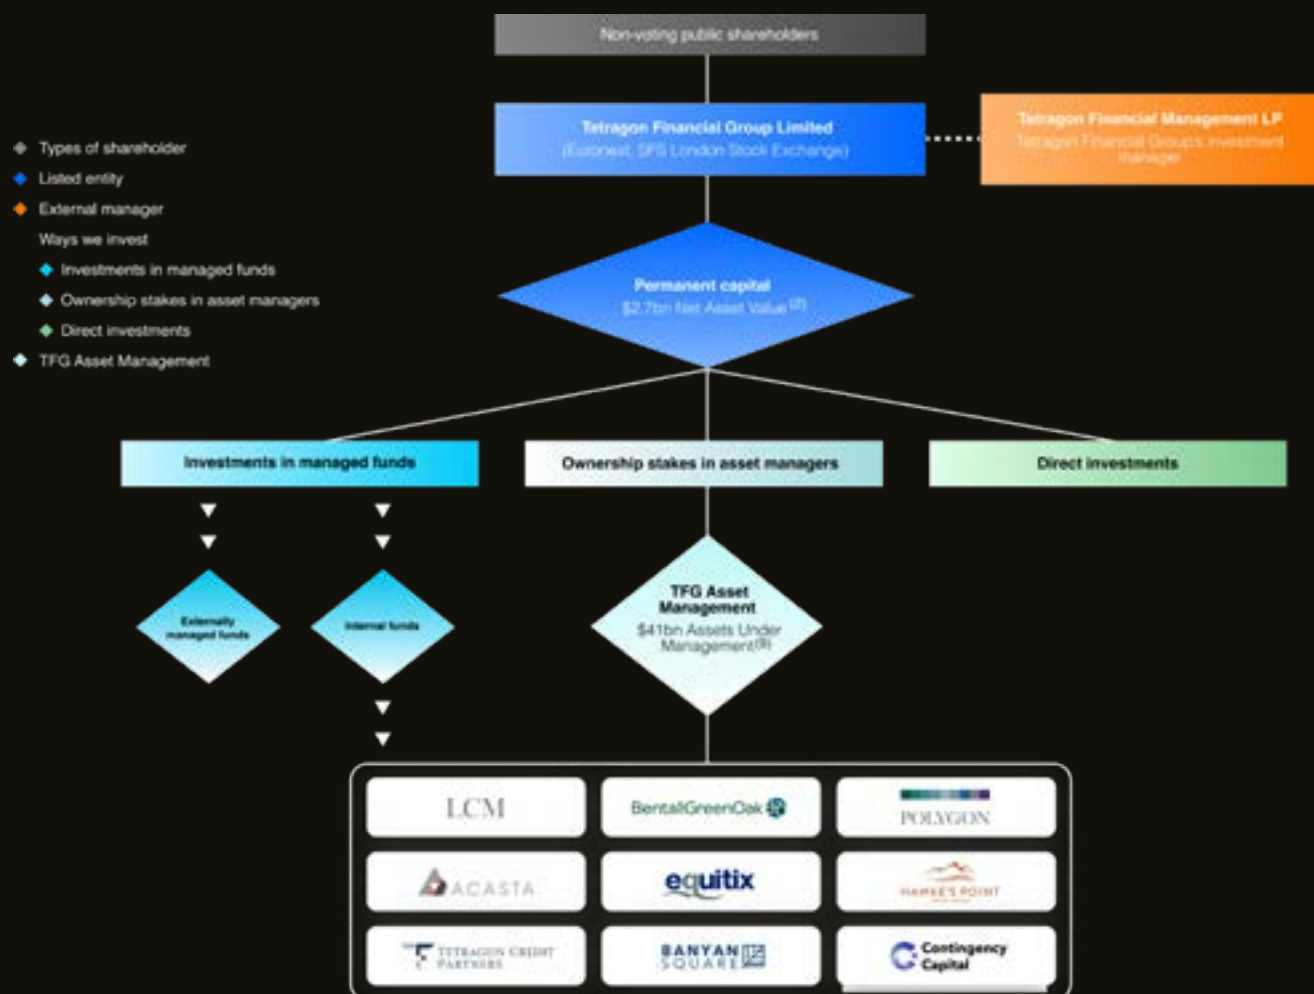 Non-voting public shareholders
Tetragon Financial Group Limited
(Euronext, SFS London Stock Exchange)
Tetragon Financial Management LP
Tetragon Financial Group's investment
manager
Types of shareholder
Listed entity
External manager
Ways we invest
Investments in managed funds
Ownership stakes in asset managers
Direct investments
TFG Asset Management
Permanent capital
$2.7bn Net Asset Value (2)
Investments in managed funds
Ownership stakes in asset managers
Direct investments
Externally
managed funds
Internal funds
TFG Asset
Management
$41bn Assets Under
Management(9)
LCM
BentallGreenOak
POLYGON
ACASTA
equitix
HAWKE'S POINT
TETRAGON CREDIT
PARTNERS
BANYAN
SQUARE
Contingency
Capital